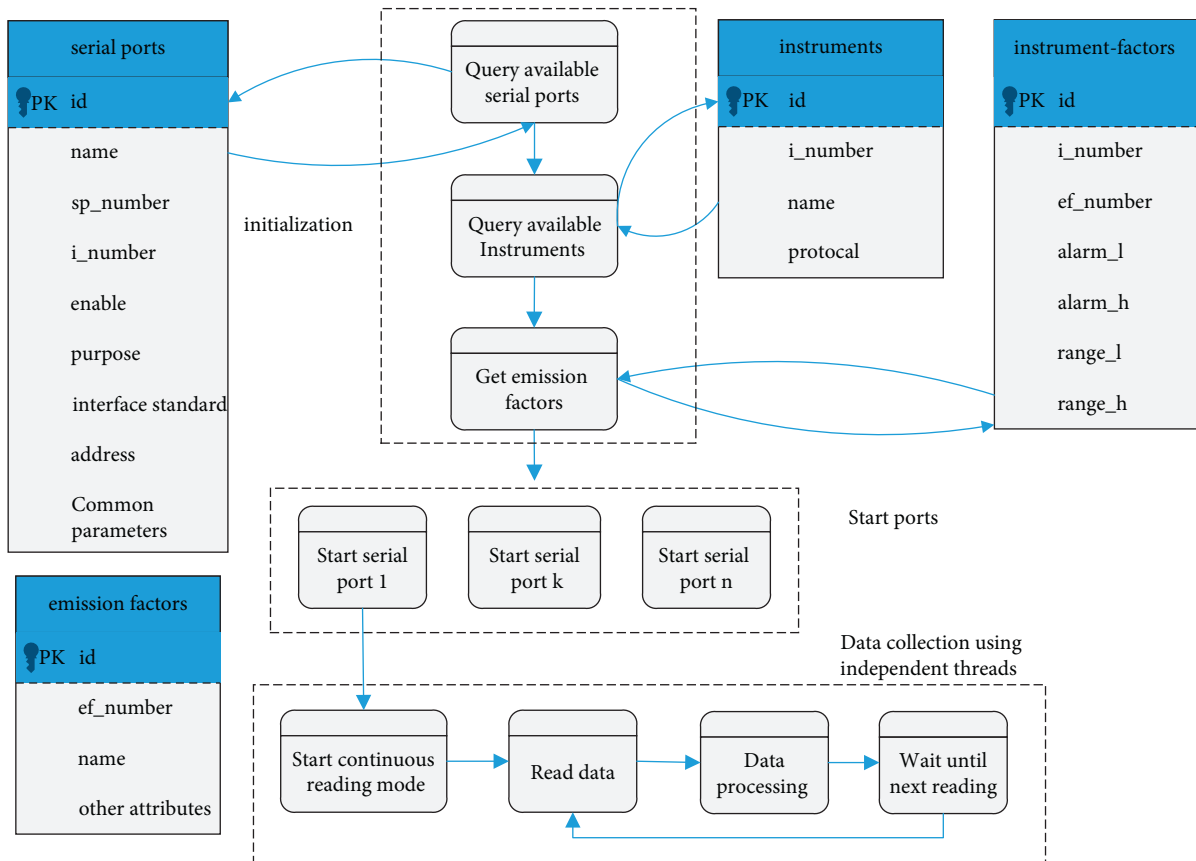 serial ports
PK id
name
sp_number
i_number
enable
purpose
interface standard
address
Common
parameters
emission factors
PK id
ef_number
name
other attributes
initialization
Query available
serial ports
Query available
Instruments
Get emission
factors
instruments
PK id
i_number
name
protocal
instrument-factors
PK id
i_number
ef_number
alarm_l
alarm_h
range_l
range_h
Start ports
Start serial
port 1
Start serial
port k
Start serial
port n
Data collection using
independent threads
Start continuous
reading mode
Read data
Data
processing
Wait until
next reading